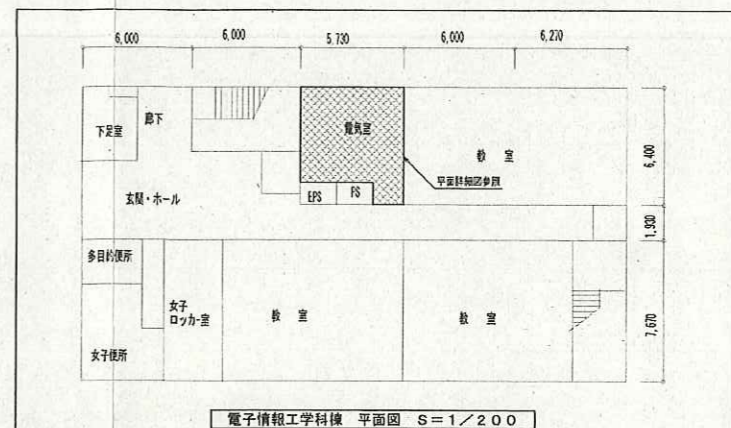 6,000
6,000
5,730
6,000
6,270
下足室
廊下
電気室
教室
平面詳細図参照
6,400
玄関・ホール
EPS
PS
1,930
多目的便所
女子
ロッカー室
教室
教室
7,670
女子便所
電子情報工学科棟 平面図 S=1/200